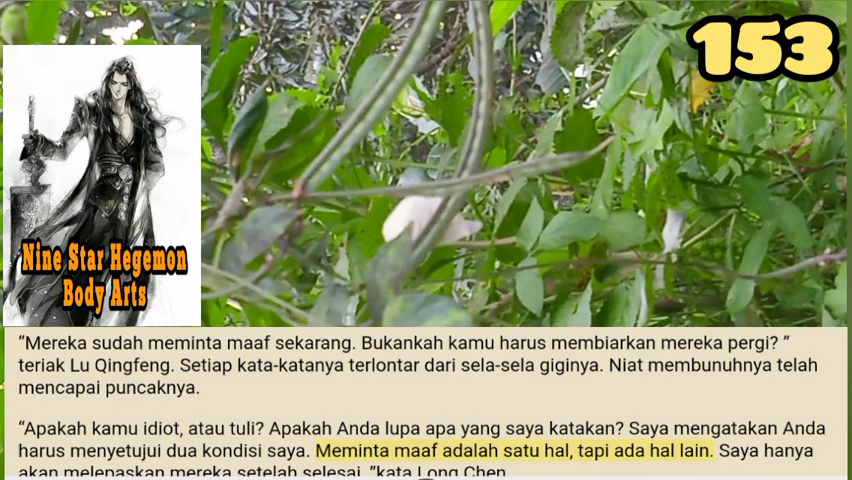 153
Nine Star Hegemon
Body Arts
“Mereka sudah meminta maaf sekarang. Bukankah kamu harus membiarkan mereka pergi? ”
teriak Lu Qingfeng. Setiap kata-katanya terlontar dari sela-sela giginya. Niat membunuhnya telah
mencapai puncaknya.
“Apakah kamu idiot, atau tuli? Apakah Anda lupa apa yang saya katakan? Saya mengatakan Anda
harus menyetujui dua kondisi saya. Meminta maaf adalah satu hal, tapi ada hal lain. Saya hanya
akan melepaskan mereka setelah selesai. ”kata Long Chen.